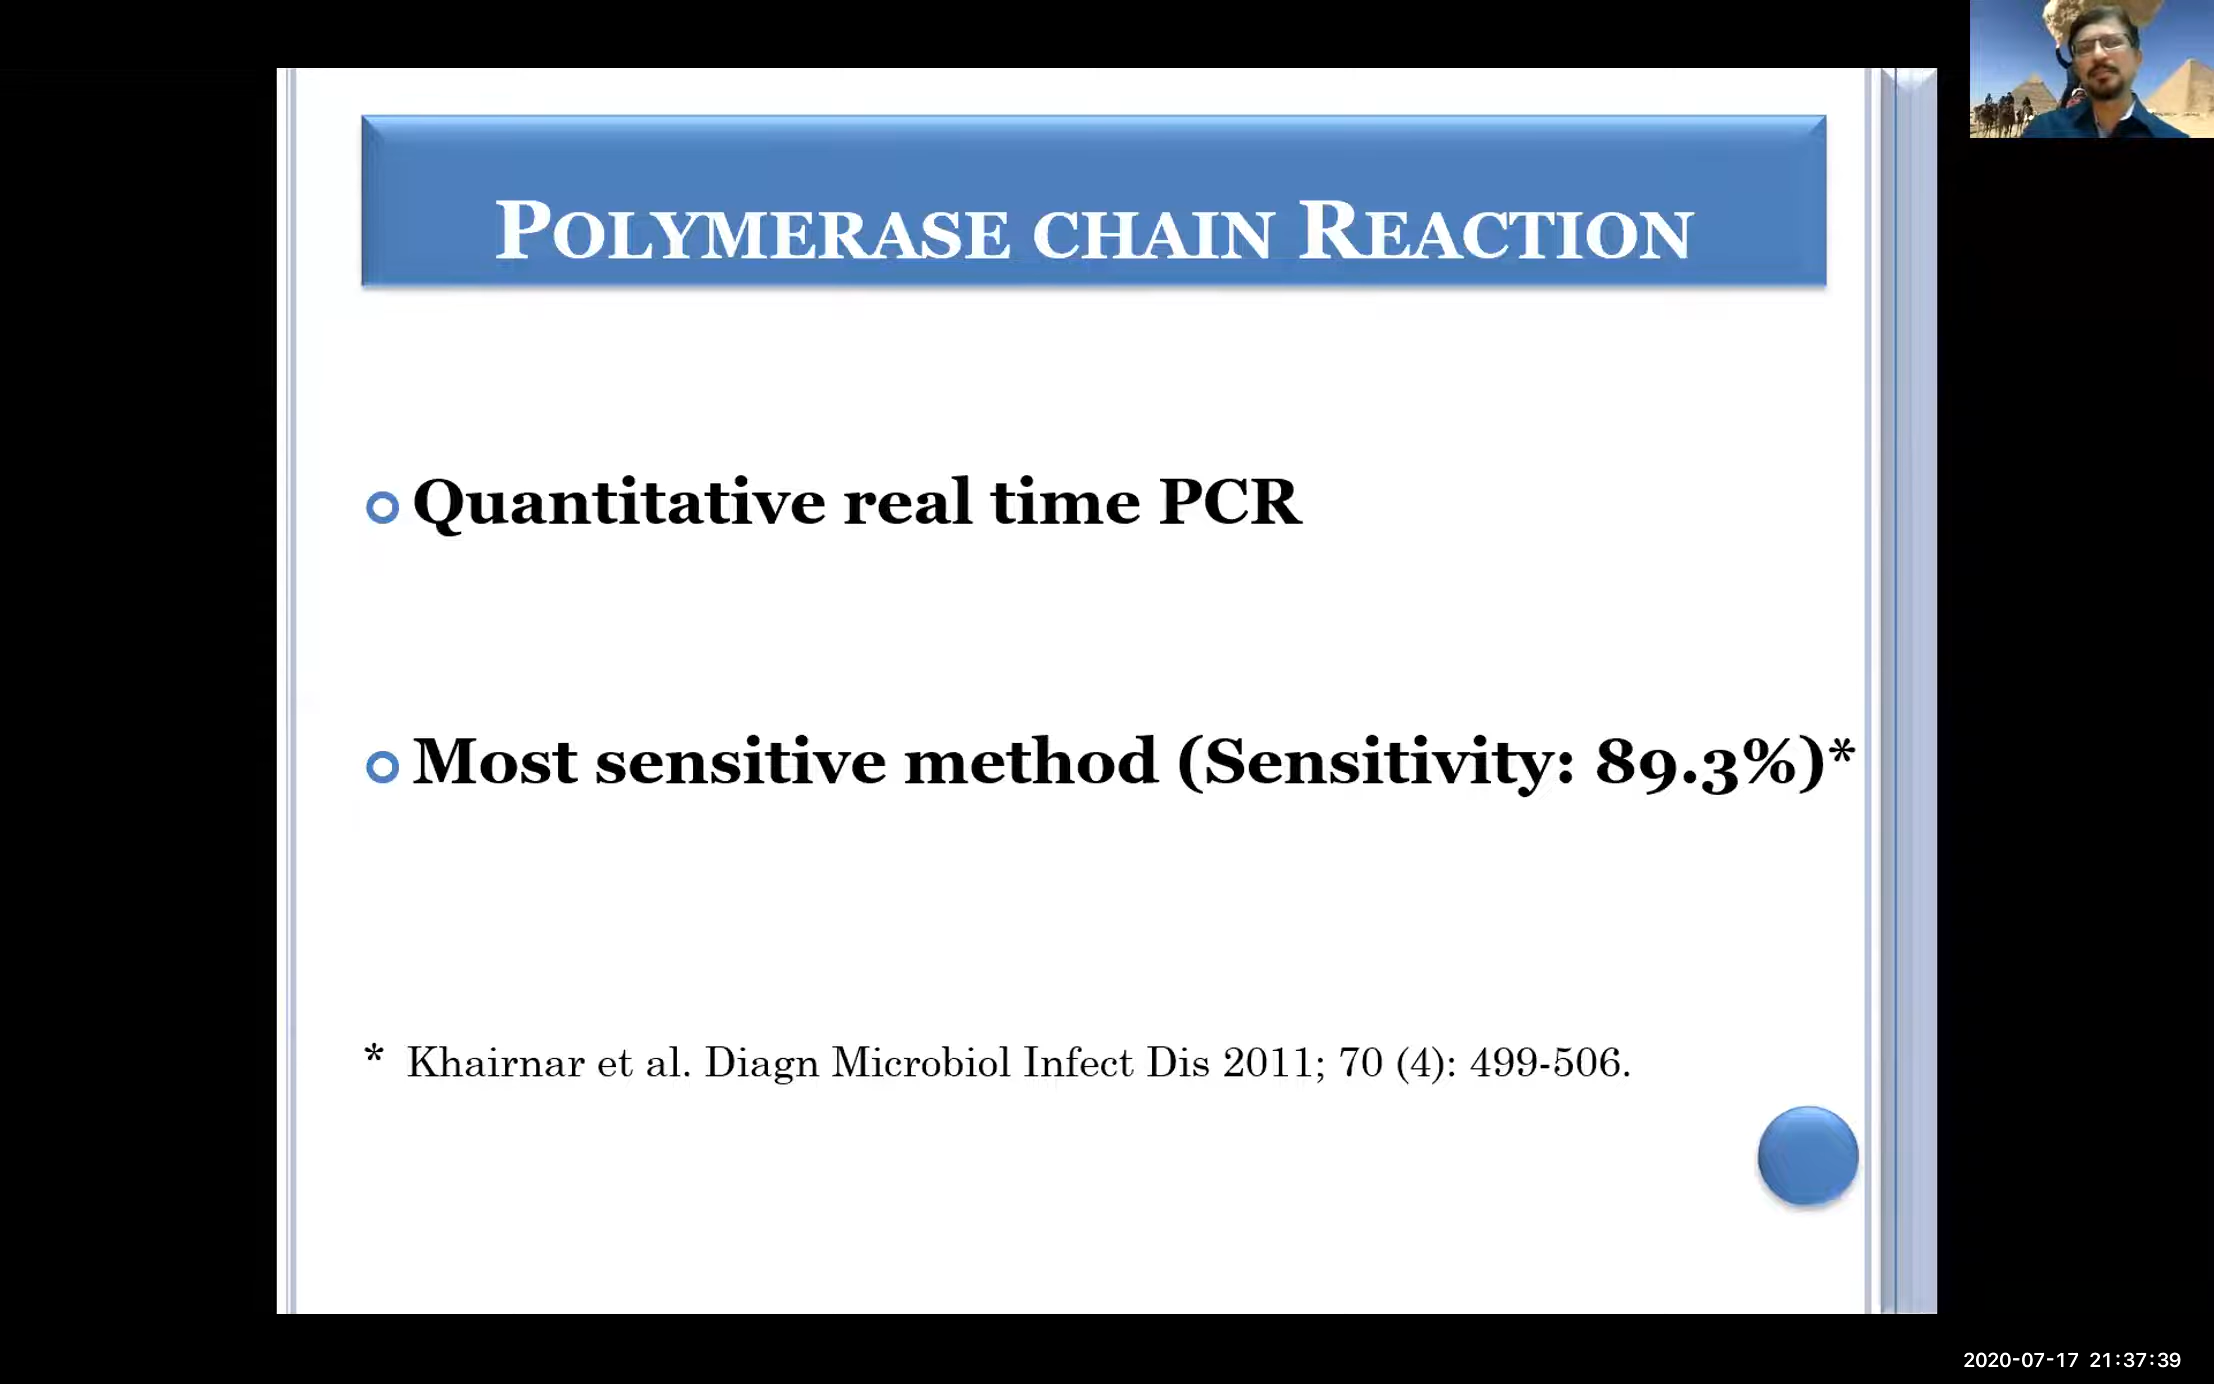 POLYMERASE CHAIN REACTION
Quantitative real time PCR
Most sensitive method (Sensitivity: 89.3%)*
* Khairnar et al. Diagn Microbiol Infect Dis 2011; 70 (4): 499-506.
2020-07-17 21:37:39